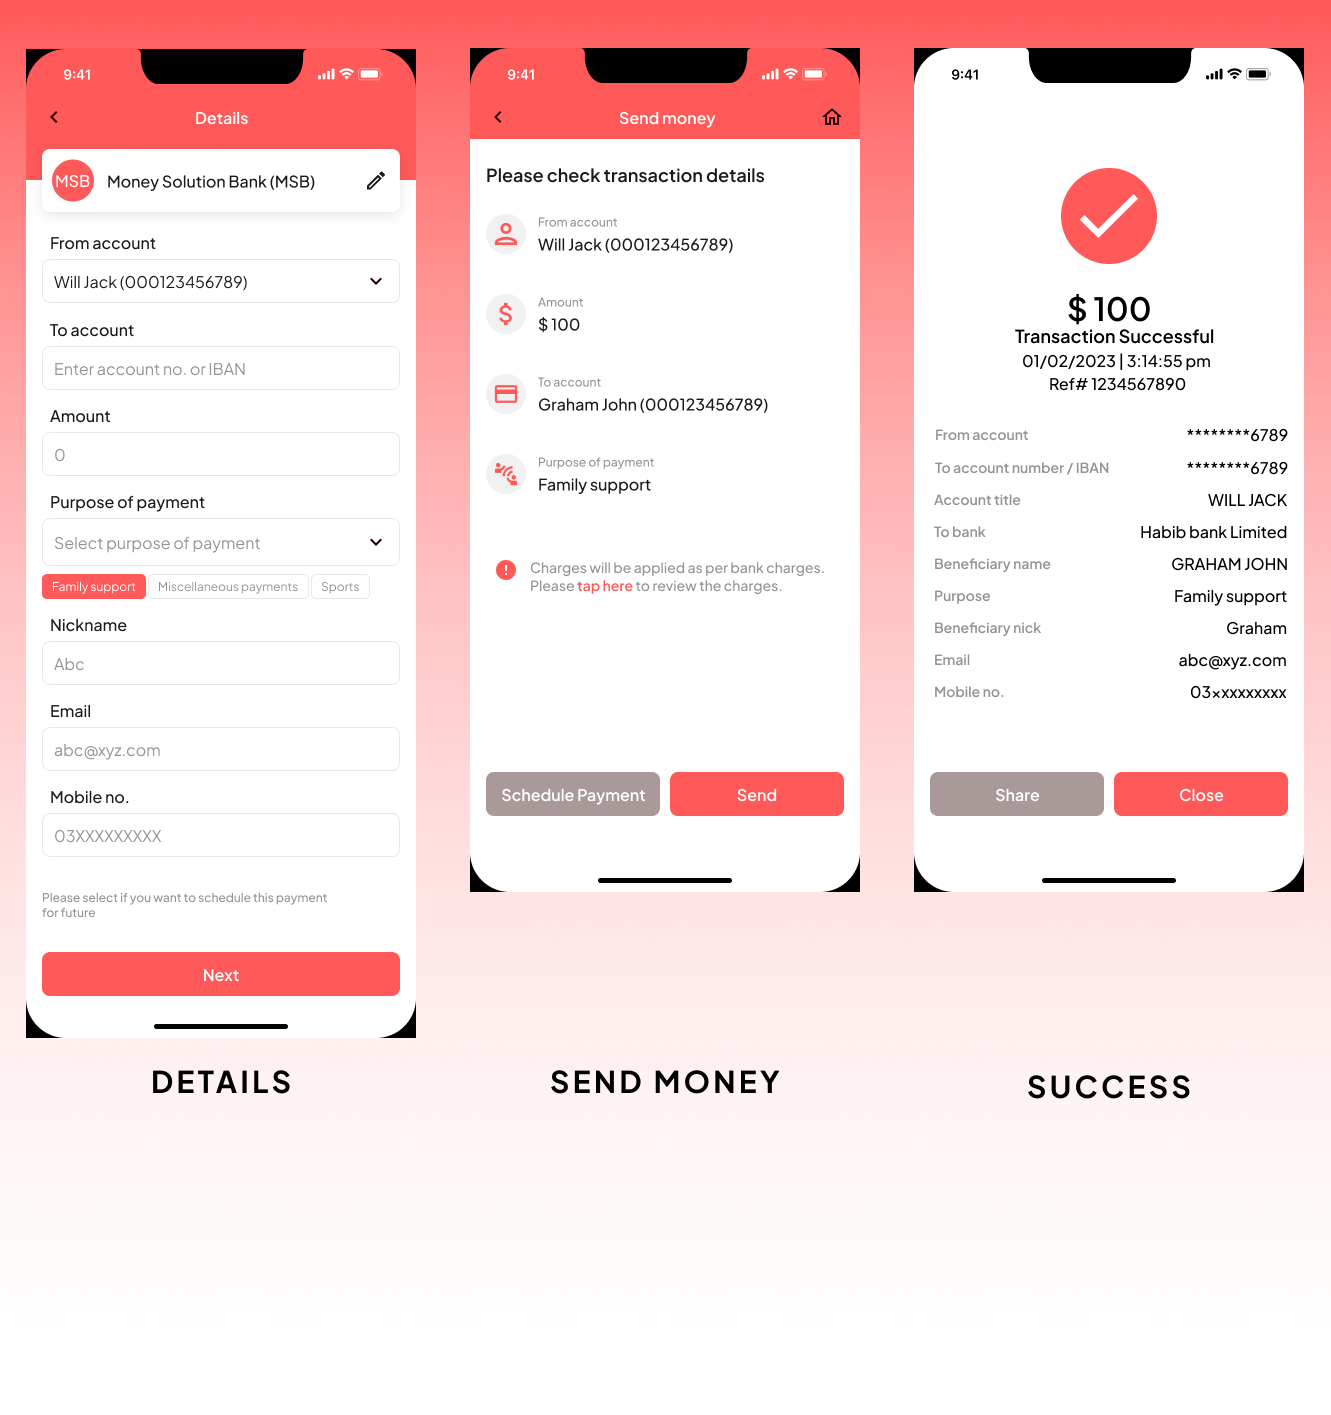 9:41
Details
MSB
Money Solution Bank (MSB)
From account
Will Jack (000123456789)
To account
Enter account no. or IBAN
Amount
0
Purpose of payment
Select purpose of payment
Family support
Miscellaneous payments
Sports
Nickname
Abc
Email
abc@xyz.com
Mobile no.
03XXXXXXXXX
Please select if you want to schedule this payment
for future
Next
DETAILS
9:41
Send money
Please check transaction details
From account
Will Jack (000123456789)
Amount
$ 100
To account
Graham John (000123456789)
Purpose of payment
Family support
Charges will be applied as per bank charges.
Please tap here to review the charges.
Schedule Payment
Send
SEND MONEY
9:41
$ 100
Transaction Successful
01/02/2023 | 3:14:55 pm
Ref# 1234567890
From account ********6789
To account number / IBAN ********6789
Account title WILL JACK
To bank Habib bank Limited
Beneficiary name GRAHAM JOHN
Purpose Family support
Beneficiary nick Graham
Email abc@xyz.com
Mobile no. 03xxxxxxxxx
Share
Close
SUCCESS